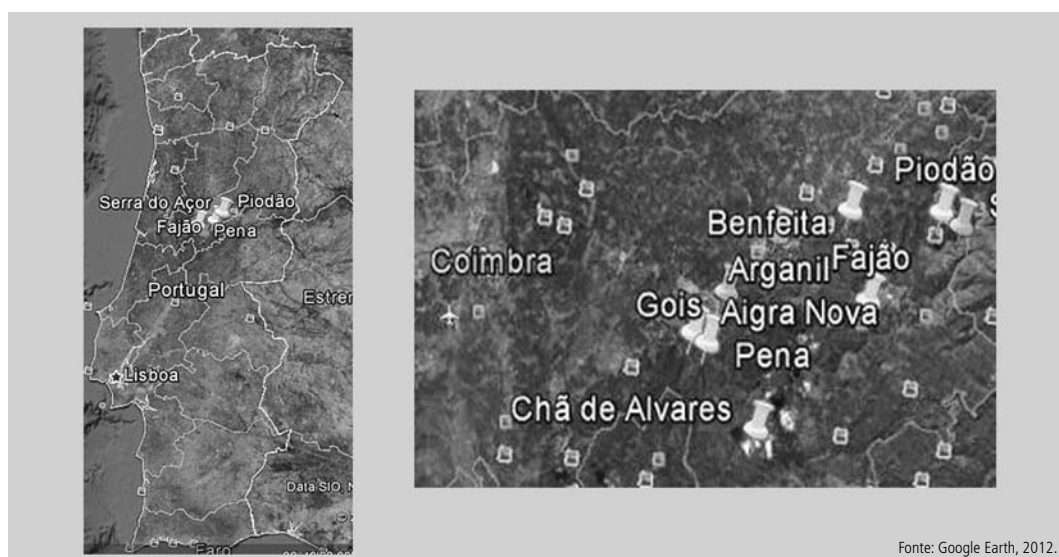 Serra do Açor
Piodão
Fajão
Pena
Portugal
Estrem
Lisboa
Data SIO, N
Faro
Piodão
S
Benfeita
Coimbra
Arganil
Fajão
Gois
Aigra Nova
Pena
Chã de Alvares
Fonte: Google Earth, 2012.